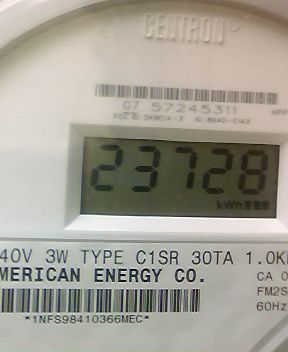 CENTRON®
07 57245311
23728
kWh
40V 3W TYPE C1SR 30TA 1.0K
MERICAN ENERGY CO.
CA 0
FM2S
60Hz
*1NFS98410366MEC*